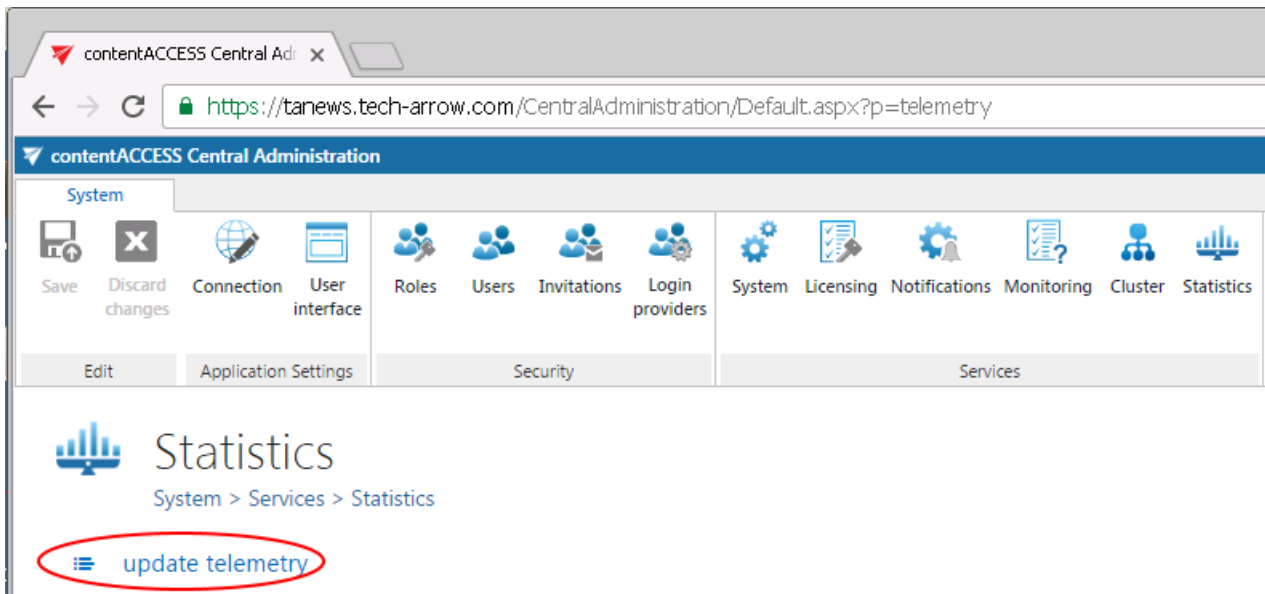 contentACCESS Central Adr
https://tanews.tech-arrow.com/CentralAdministration/Default.aspx?p=telemetry
contentACCESS Central Administration
System
Save Discard changes Connection User interface Roles Users Invitations Login providers System Licensing Notifications Monitoring Cluster Statistics
Edit Application Settings Security Services
Statistics
System > Services > Statistics
update telemetry